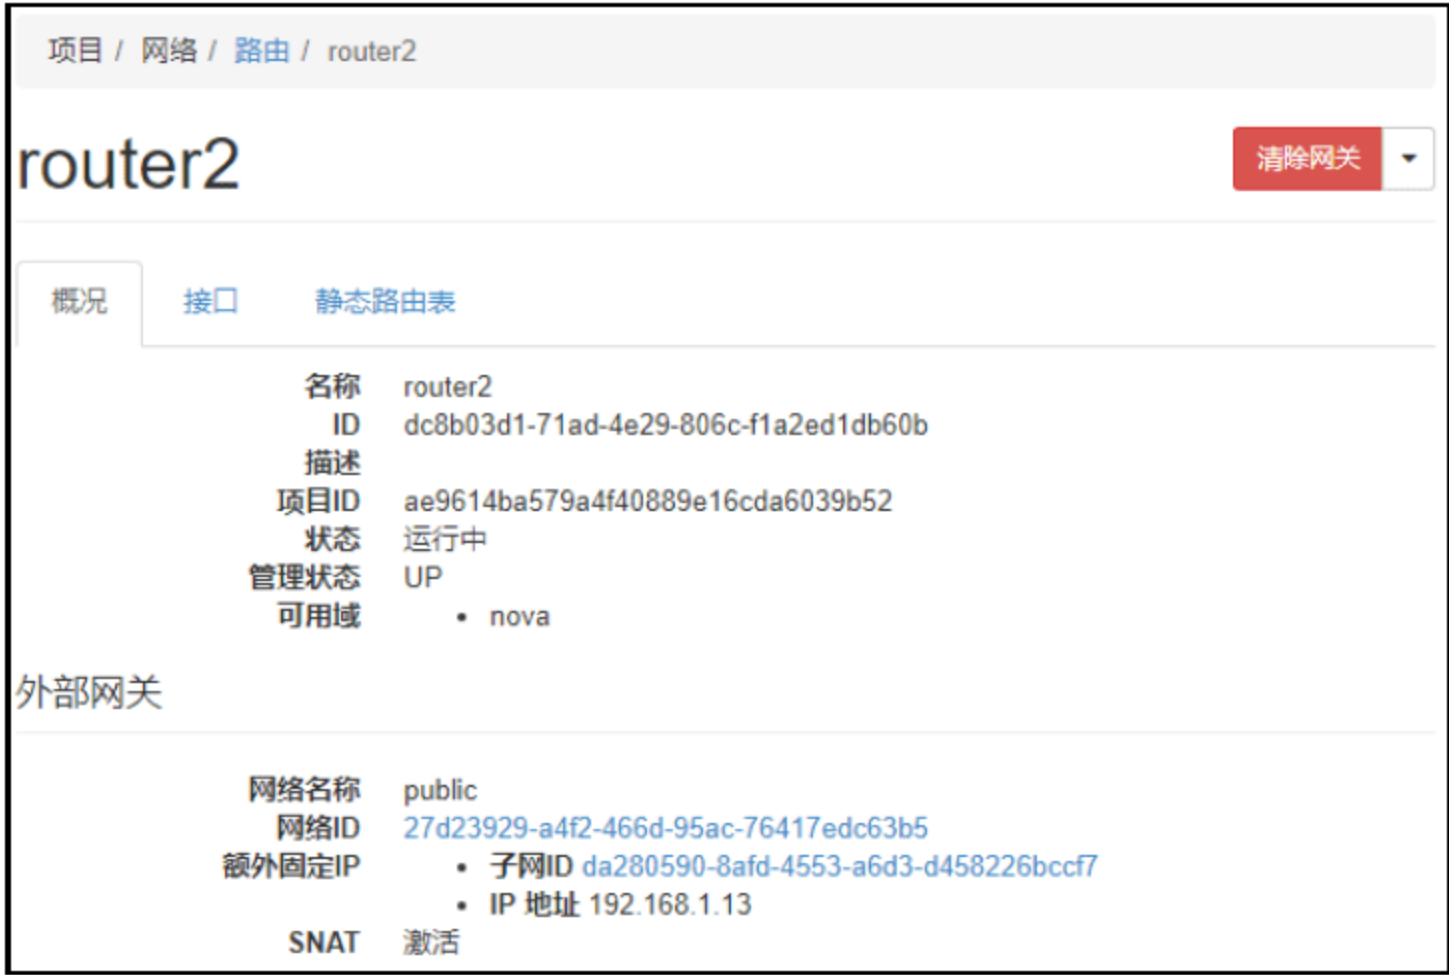 项目 / 网络 / 路由 / router2
router2
清除网关
概况 接口 静态路由表
名称 router2
ID dc8b03d1-71ad-4e29-806c-f1a2ed1db60b
描述
项目ID ae9614ba579a4f40889e16cda6039b52
状态 运行中
管理状态 UP
可用域 • nova
外部网关
网络名称 public
网络ID 27d23929-a4f2-466d-95ac-76417edc63b5
额外固定IP • 子网ID da280590-8afd-4553-a6d3-d458226bccf7
• IP 地址 192.168.1.13
SNAT 激活